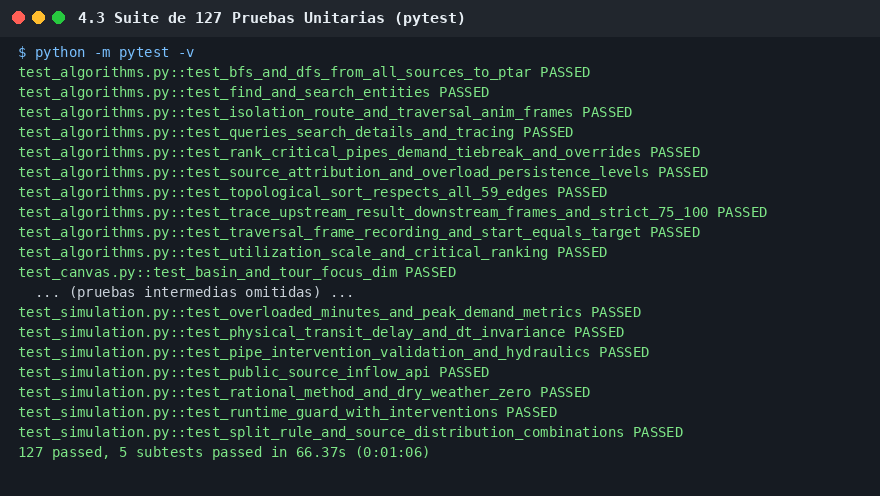 4.3 Suite de 127 Pruebas Unitarias (pytest)
$ python -m pytest -v
test_algorithms.py::test_bfs_and_dfs_from_all_sources_to_ptar PASSED
test_algorithms.py::test_find_and_search_entities PASSED
test_algorithms.py::test_isolation_route_and_traversal_anim_frames PASSED
test_algorithms.py::test_queries_search_details_and_tracing PASSED
test_algorithms.py::test_rank_critical_pipes_demand_tiebreak_and_overrides PASSED
test_algorithms.py::test_source_attribution_and_overload_persistence_levels PASSED
test_algorithms.py::test_topological_sort_respects_all_59_edges PASSED
test_algorithms.py::test_trace_upstream_result_downstream_frames_and_strict_75_100 PASSED
test_algorithms.py::test_traversal_frame_recording_and_start_equals_target PASSED
test_algorithms.py::test_utilization_scale_and_critical_ranking PASSED
test_canvas.py::test_basin_and_tour_focus_dim PASSED
... (pruebas intermedias omitidas) ...
test_simulation.py::test_overloaded_minutes_and_peak_demand_metrics PASSED
test_simulation.py::test_physical_transit_delay_and_dt_invariance PASSED
test_simulation.py::test_pipe_intervention_validation_and_hydraulics PASSED
test_simulation.py::test_public_source_inflow_api PASSED
test_simulation.py::test_rational_method_and_dry_weather_zero PASSED
test_simulation.py::test_runtime_guard_with_interventions PASSED
test_simulation.py::test_split_rule_and_source_distribution_combinations PASSED
127 passed, 5 subtests passed in 66.37s (0:01:06)